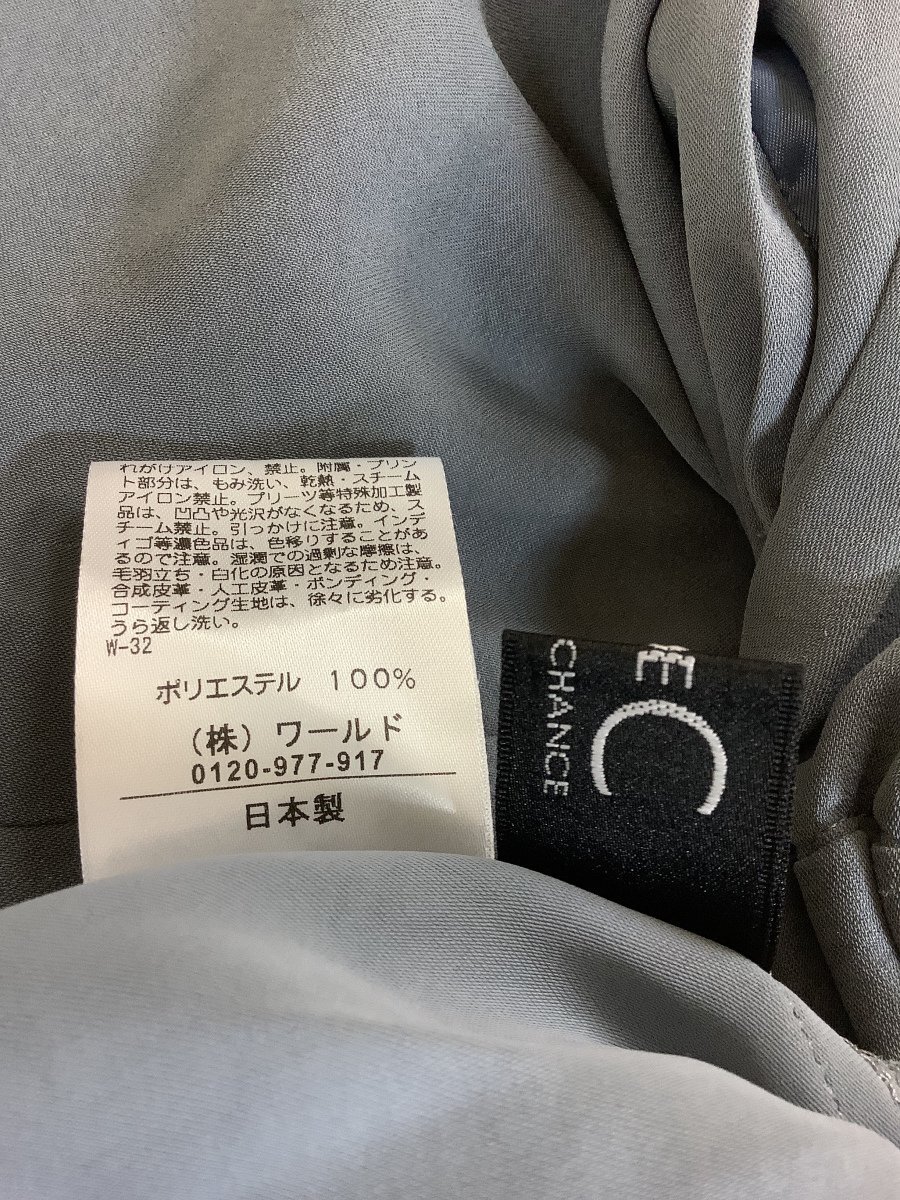 れがけアイロン、禁止。附属・プリン
ト部分は、もみ洗い、乾熱・スチーム
アイロン禁止。プリーツ等特殊加工製
品は、凹凸や光沢がなくなるため、ス
チーム禁止。引っかけに注意。インデ
ィゴ等濃色品は、色移りすることがあ
るので注意。湿潤での過剰な摩擦は、
毛羽立ち・白化の原因となるため注意。
合成皮革・人工皮革・ボンディング・
コーティング生地は、徐々に劣化する。
うら返し洗い。
W-32
ポリエステル 100%
（株）ワールド
0120-977-917
日本製
C
CHANCE